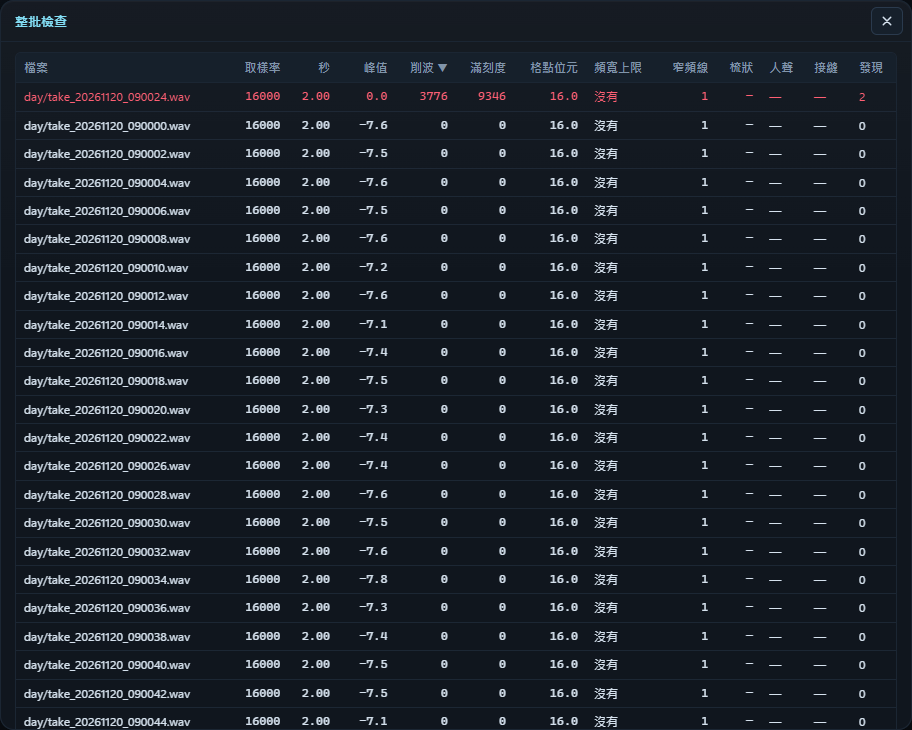 整批檢查 ×
檔案 取樣率 秒 峰值 削波▼ 滿刻度 格點位元 頻寬上限 窄頻線 梳狀 人聲 接縫 發現
day/take_20261120_090024.wav 16000 2.00 0.0 3776 9346 16.0 沒有 1 – — — 2
day/take_20261120_090000.wav 16000 2.00 −7.6 0 0 16.0 沒有 1 – — — 0
day/take_20261120_090002.wav 16000 2.00 −7.5 0 0 16.0 沒有 1 – — — 0
day/take_20261120_090004.wav 16000 2.00 −7.6 0 0 16.0 沒有 1 – — — 0
day/take_20261120_090006.wav 16000 2.00 −7.5 0 0 16.0 沒有 1 – — — 0
day/take_20261120_090008.wav 16000 2.00 −7.6 0 0 16.0 沒有 1 – — — 0
day/take_20261120_090010.wav 16000 2.00 −7.2 0 0 16.0 沒有 1 – — — 0
day/take_20261120_090012.wav 16000 2.00 −7.6 0 0 16.0 沒有 1 – — — 0
day/take_20261120_090014.wav 16000 2.00 −7.1 0 0 16.0 沒有 1 – — — 0
day/take_20261120_090016.wav 16000 2.00 −7.4 0 0 16.0 沒有 1 – — — 0
day/take_20261120_090018.wav 16000 2.00 −7.5 0 0 16.0 沒有 1 – — — 0
day/take_20261120_090020.wav 16000 2.00 −7.3 0 0 16.0 沒有 1 – — — 0
day/take_20261120_090022.wav 16000 2.00 −7.4 0 0 16.0 沒有 1 – — — 0
day/take_20261120_090026.wav 16000 2.00 −7.4 0 0 16.0 沒有 1 – — — 0
day/take_20261120_090028.wav 16000 2.00 −7.6 0 0 16.0 沒有 1 – — — 0
day/take_20261120_090030.wav 16000 2.00 −7.5 0 0 16.0 沒有 1 – — — 0
day/take_20261120_090032.wav 16000 2.00 −7.6 0 0 16.0 沒有 1 – — — 0
day/take_20261120_090034.wav 16000 2.00 −7.8 0 0 16.0 沒有 1 – — — 0
day/take_20261120_090036.wav 16000 2.00 −7.3 0 0 16.0 沒有 1 – — — 0
day/take_20261120_090038.wav 16000 2.00 −7.4 0 0 16.0 沒有 1 – — — 0
day/take_20261120_090040.wav 16000 2.00 −7.5 0 0 16.0 沒有 1 – — — 0
day/take_20261120_090042.wav 16000 2.00 −7.5 0 0 16.0 沒有 1 – — — 0
day/take_20261120_090044.wav 16000 2.00 −7.1 0 0 16.0 沒有 1 – — — 0